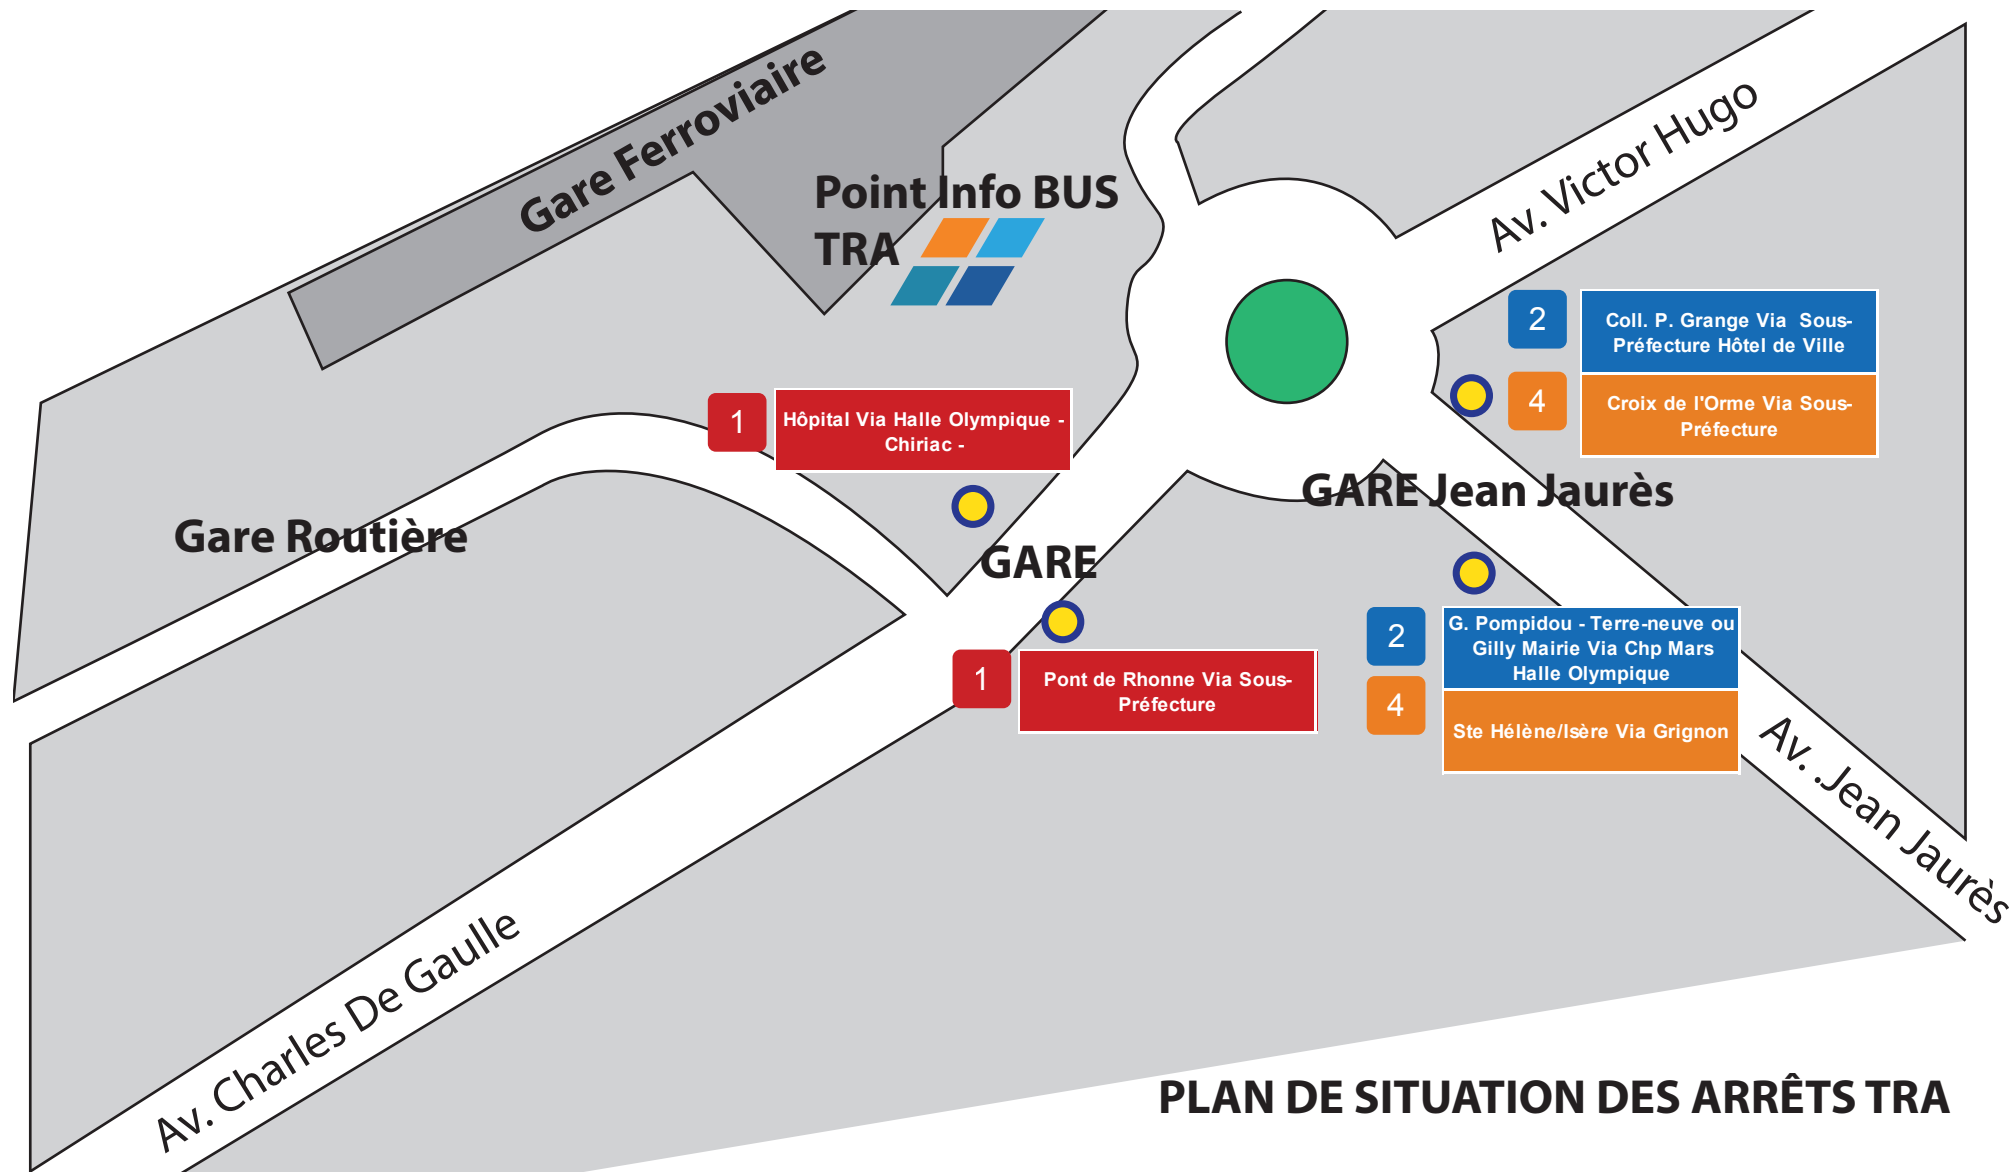 Gare Ferroviaire
Point Info BUS
TRA
Av. Victor Hugo
2
Coll. P. Grange Via Sous-
Préfecture Hôtel de Ville
4
Croix de l'Orme Via Sous-
Préfecture
1
Hôpital Via Halle Olympique -
Chiriac -
GARE Jean Jaurès
Gare Routière
GARE
2
G. Pompidou - Terre-neuve ou
Gilly Mairie Via Chp Mars
Halle Olympique
1
Pont de Rhonne Via Sous-
Préfecture
4
Ste Hélène/Isère Via Grignon
Av. .Jean Jaurès
Av. Charles De Gaulle
PLAN DE SITUATION DES ARRÊTS TRA